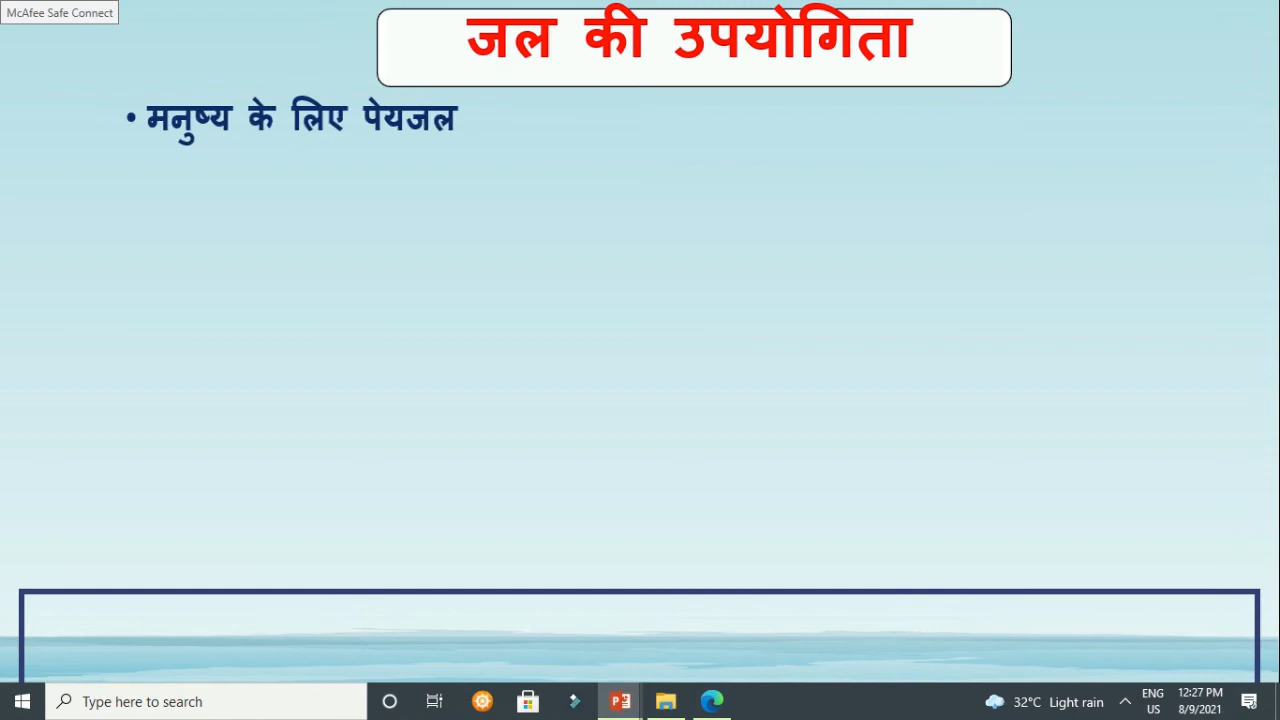 McAfee Safe Connect
जल की उपयोगिता
• मनुष्य के लिए पेयजल
Type here to search
32°C Light rain
ENG
US
12:27 PM
8/9/2021